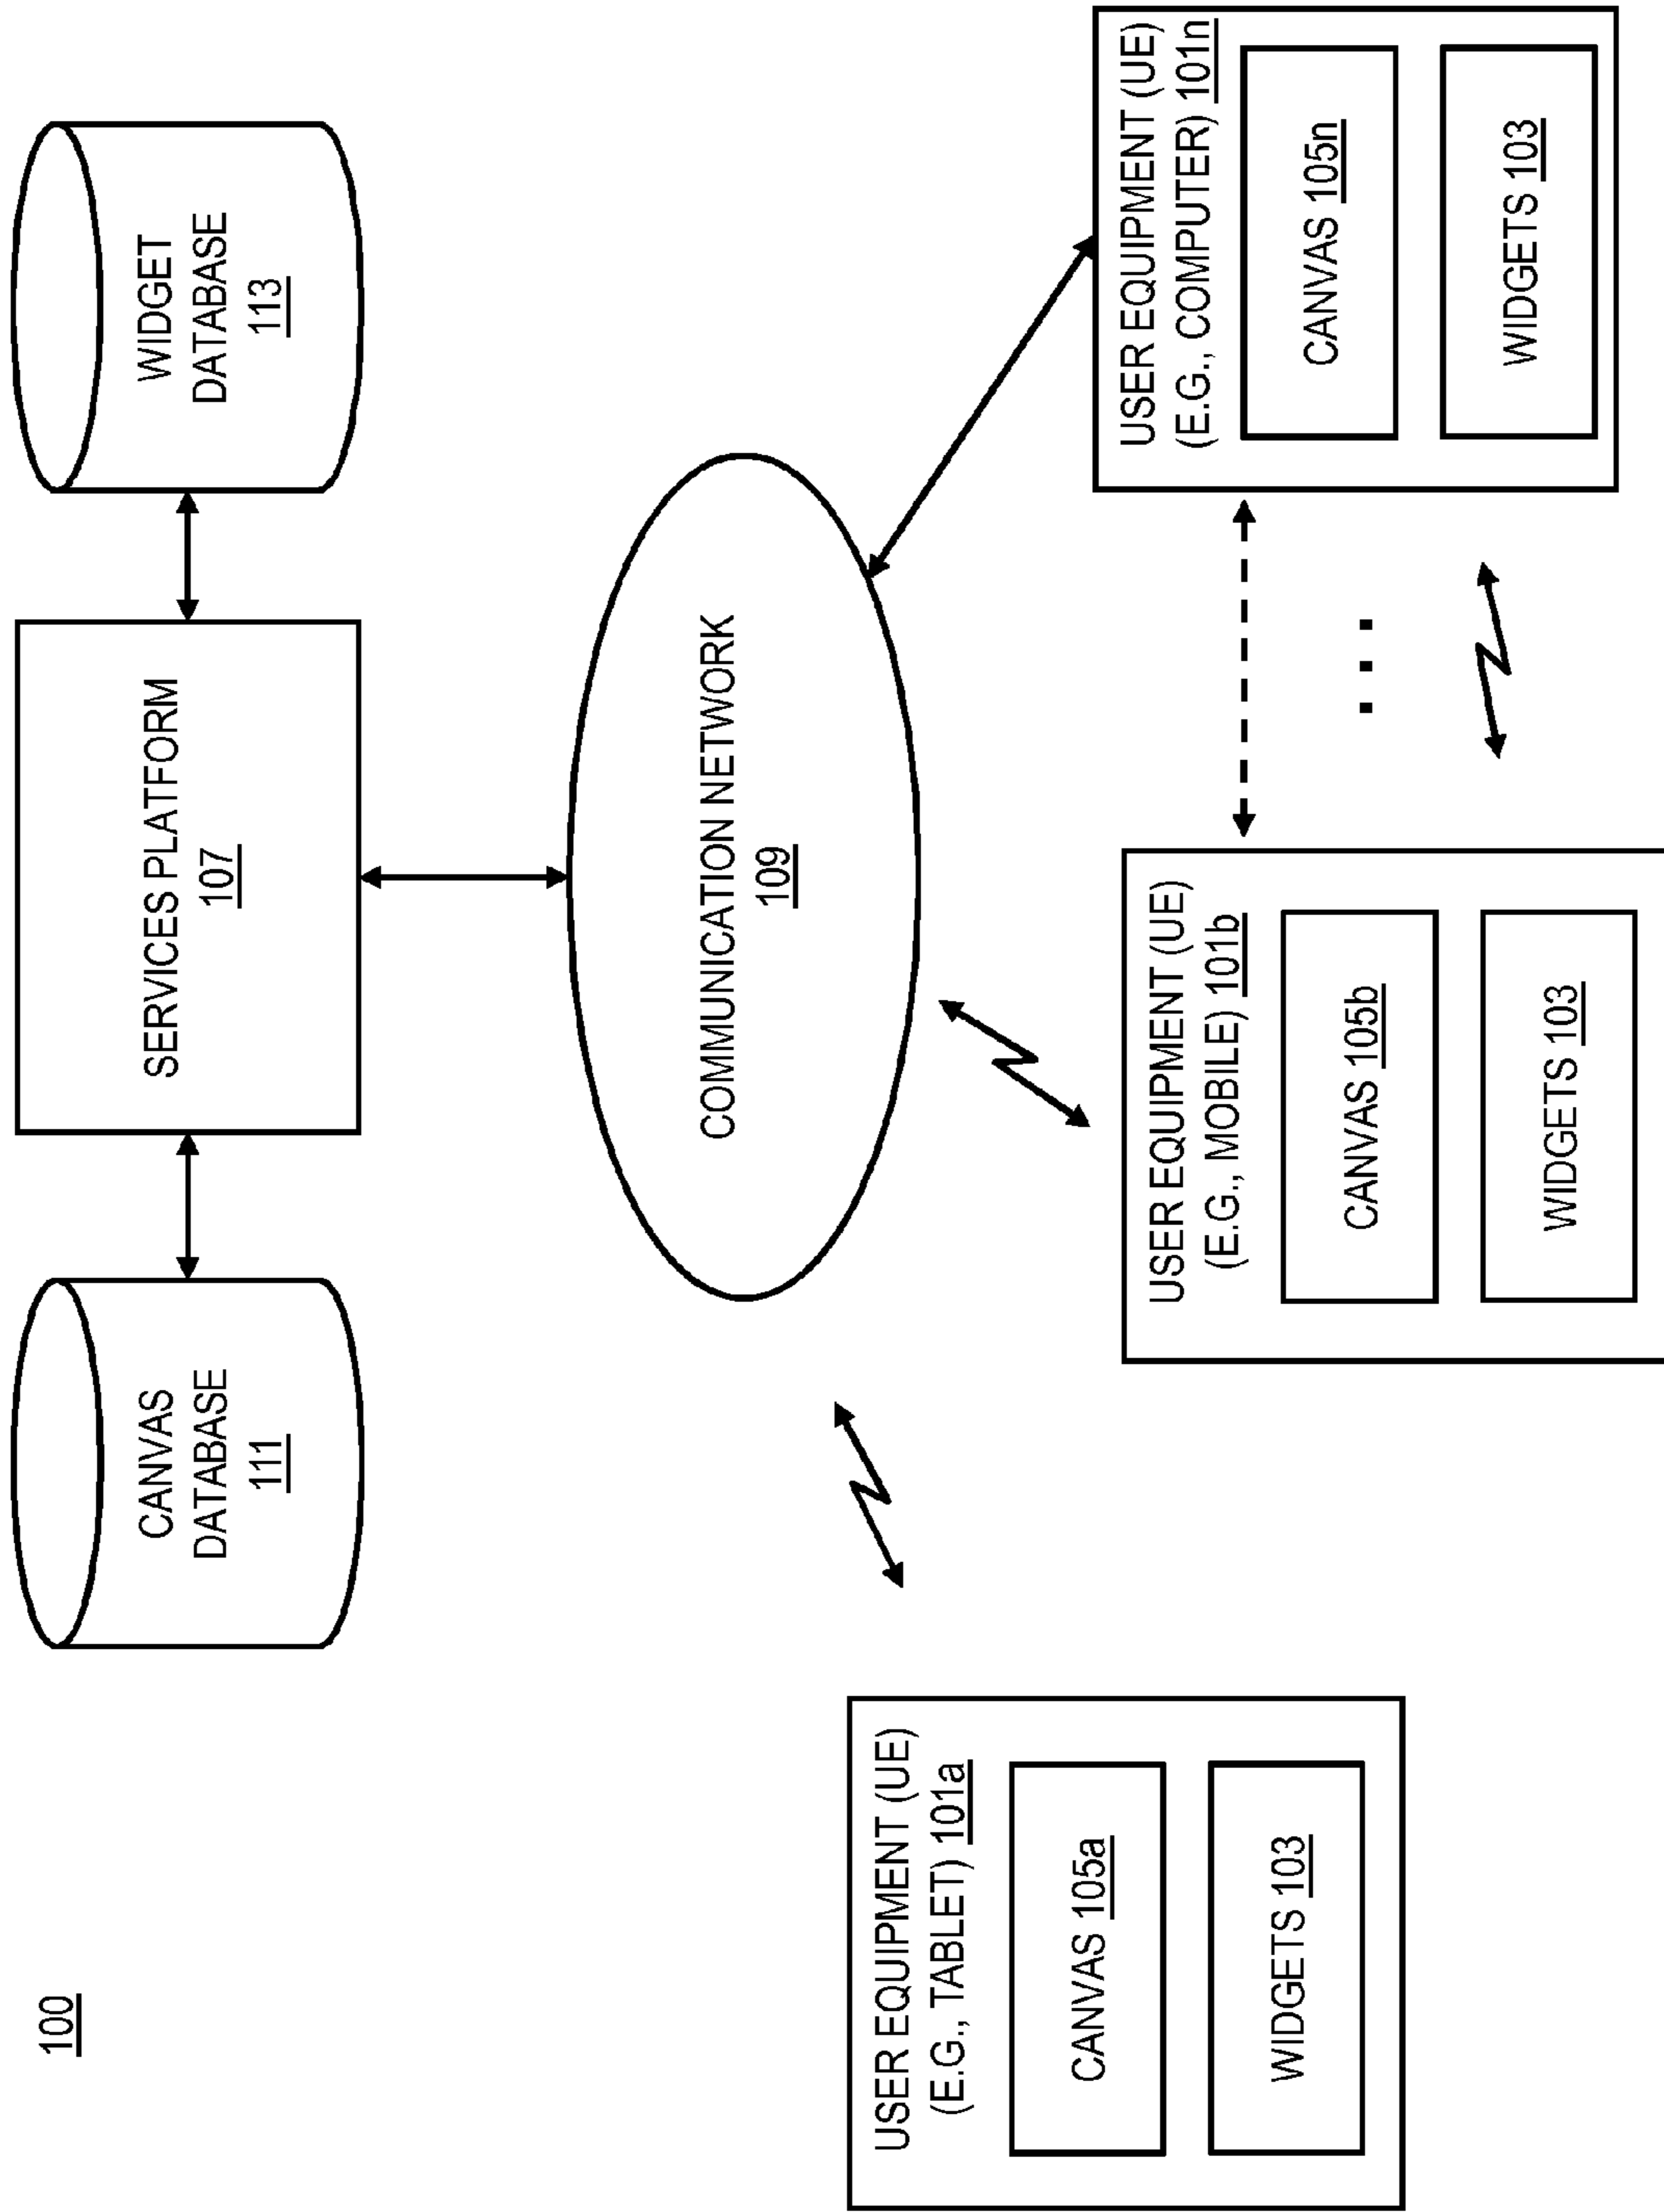 100
CANVAS
DATABASE
111
SERVICES PLATFORM
107
WIDGET
DATABASE
113
COMMUNICATION NETWORK
109
USER EQUIPMENT (UE)
(E.G., TABLET) 101a
CANVAS 105a
WIDGETS 103
USER EQUIPMENT (UE)
(E.G., MOBILE) 101b
CANVAS 105b
WIDGETS 103
. . .
USER EQUIPMENT (UE)
(E.G., COMPUTER) 101n
CANVAS 105n
WIDGETS 103